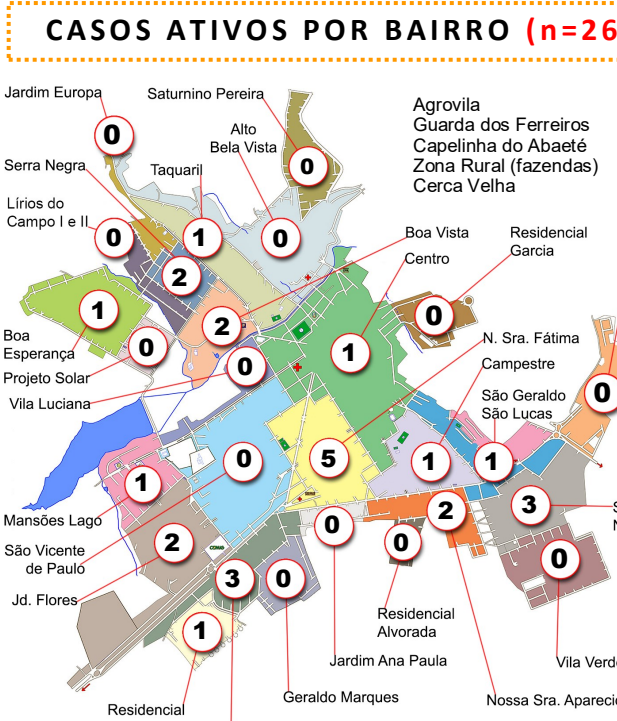 CASOS ATIVOS POR BAIRRO (n=26
Jardim Europa
Saturnino Pereira
Agrovila
Guarda dos Ferreiros
Capelinha do Abaeté
Zona Rural (fazendas)
Cerca Velha
0
Alto
Bela Vista
0
Serra Negra
Taquaril
Lírios do
Campo I e II
0
1
0
Boa Vista
Residencial
Garcia
Centro
2
1
2
0
Boa
Esperança
0
1
N. Sra. Fátima
Projeto Solar
0
Campestre
Vila Luciana
São Geraldo
São Lucas
0
0
5
1
1
1
Mansões Lago
2
3
S
N
São Vicente
de Paulo
2
0
0
0
Jd. Flores
3
0
Residencial
Alvorada
1
Jardim Ana Paula
Vila Verd
Residencial
Geraldo Marques
Nossa Sra. Aparecid